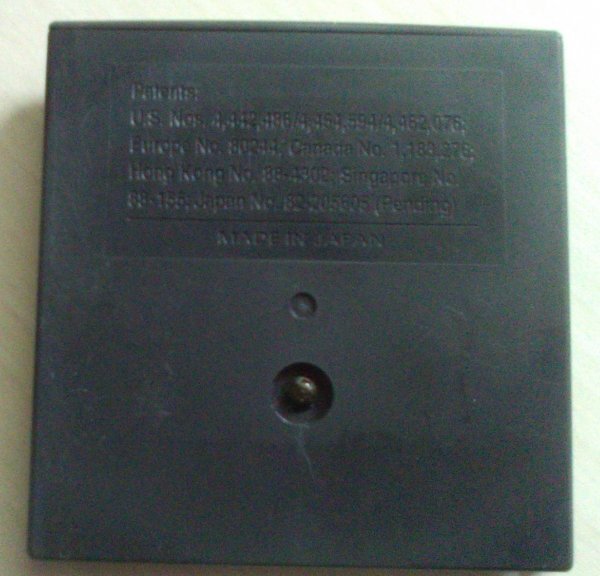 Patents:
U.S. Nos. 4,442,486/4,454,594/4,462,076;
Europe No. 80244; Canada No. 1,183,276;
Hong Kong No. 88-4302; Singapore No.
88-155; Japan No. 82-205605 (Pending)
MADE IN JAPAN